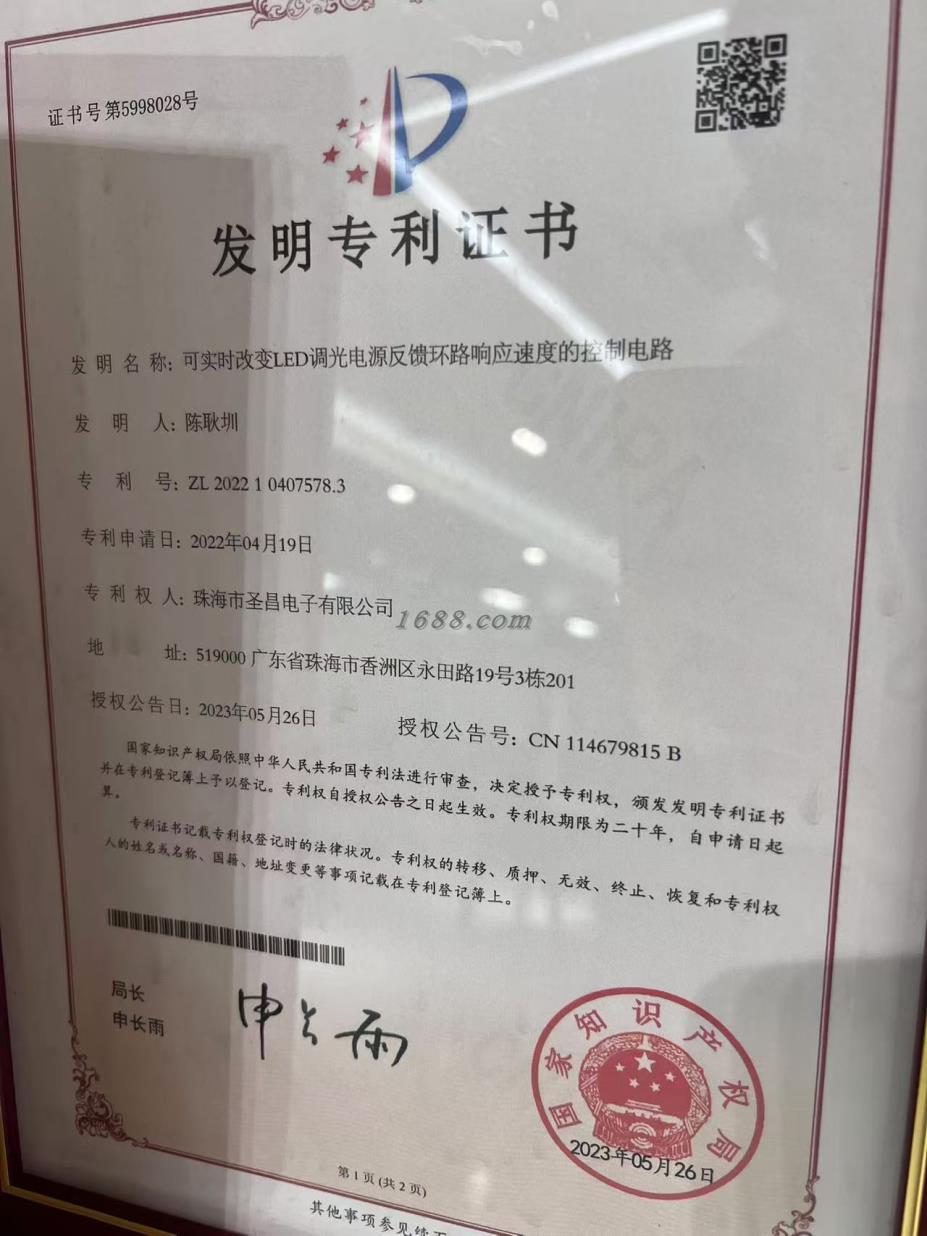 证书号第5998028号
发明专利证书
发明名称：可实时改变LED调光电源反馈环路响应速度的控制电路
发明人：陈耿圳
专利号：ZL 2022 1 0407578.3
专利申请日：2022年04月19日
专利权人：珠海市圣昌电子有限公司
1688.com
地址：519000 广东省珠海市香洲区永田路19号3栋201
授权公告日：2023年05月26日 授权公告号：CN 114679815 B
国家知识产权局依照中华人民共和国专利法进行审查，决定授予专利权，颁发发明专利证书
并在专利登记簿上予以登记。专利权自授权公告之日起生效。专利权期限为二十年，自申请日起
算。
专利证书记载专利权登记时的法律状况。专利权的转移、质押、无效、终止、恢复和专利权
人的姓名或名称、国籍、地址变更等事项记载在专利登记簿上。
局长
申长雨
申长雨
国家知识产权局
2023年05月26日
第 1 页 (共 2 页)
其他事项参见续